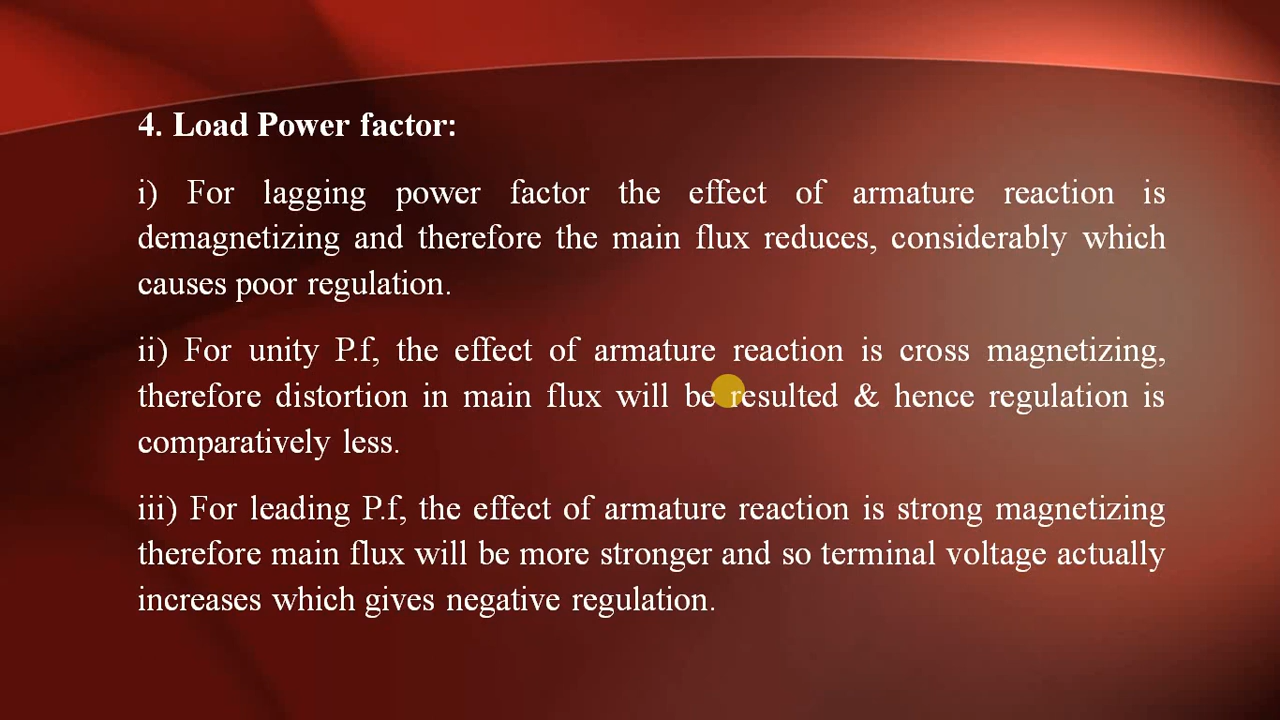 4. Load Power factor:
i) For lagging power factor the effect of armature reaction is
demagnetizing and therefore the main flux reduces, considerably which
causes poor regulation.
ii) For unity P.f, the effect of armature reaction is cross magnetizing,
therefore distortion in main flux will be resulted & hence regulation is
comparatively less.
iii) For leading P.f, the effect of armature reaction is strong magnetizing
therefore main flux will be more stronger and so terminal voltage actually
increases which gives negative regulation.